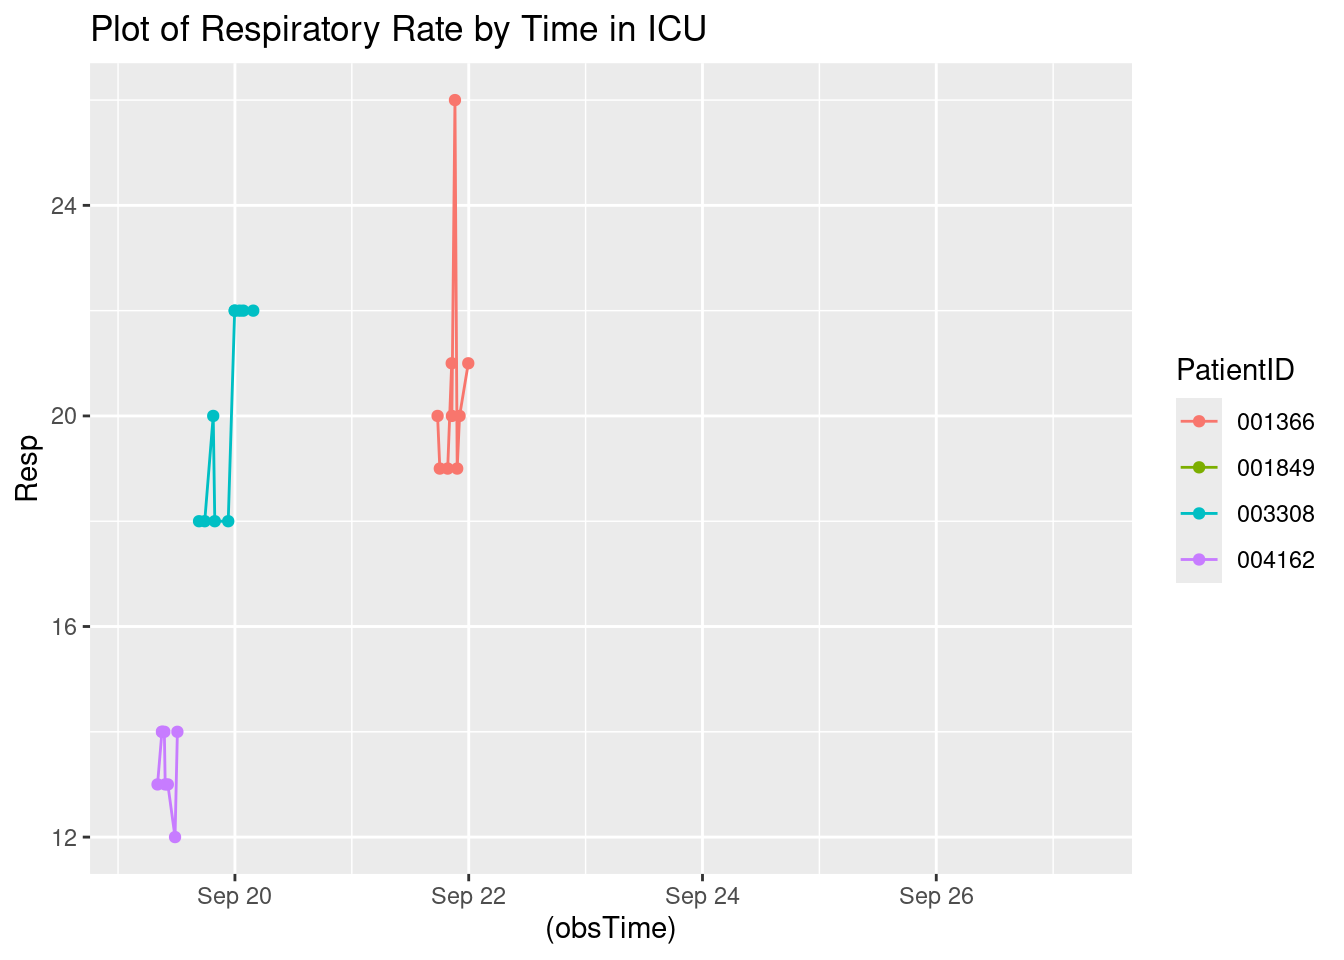 Plot of Respiratory Rate by Time in ICU
24
20
16
12
Resp
Sep 20
Sep 22
Sep 24
Sep 26
(obsTime)
PatientID
001366
001849
003308
004162